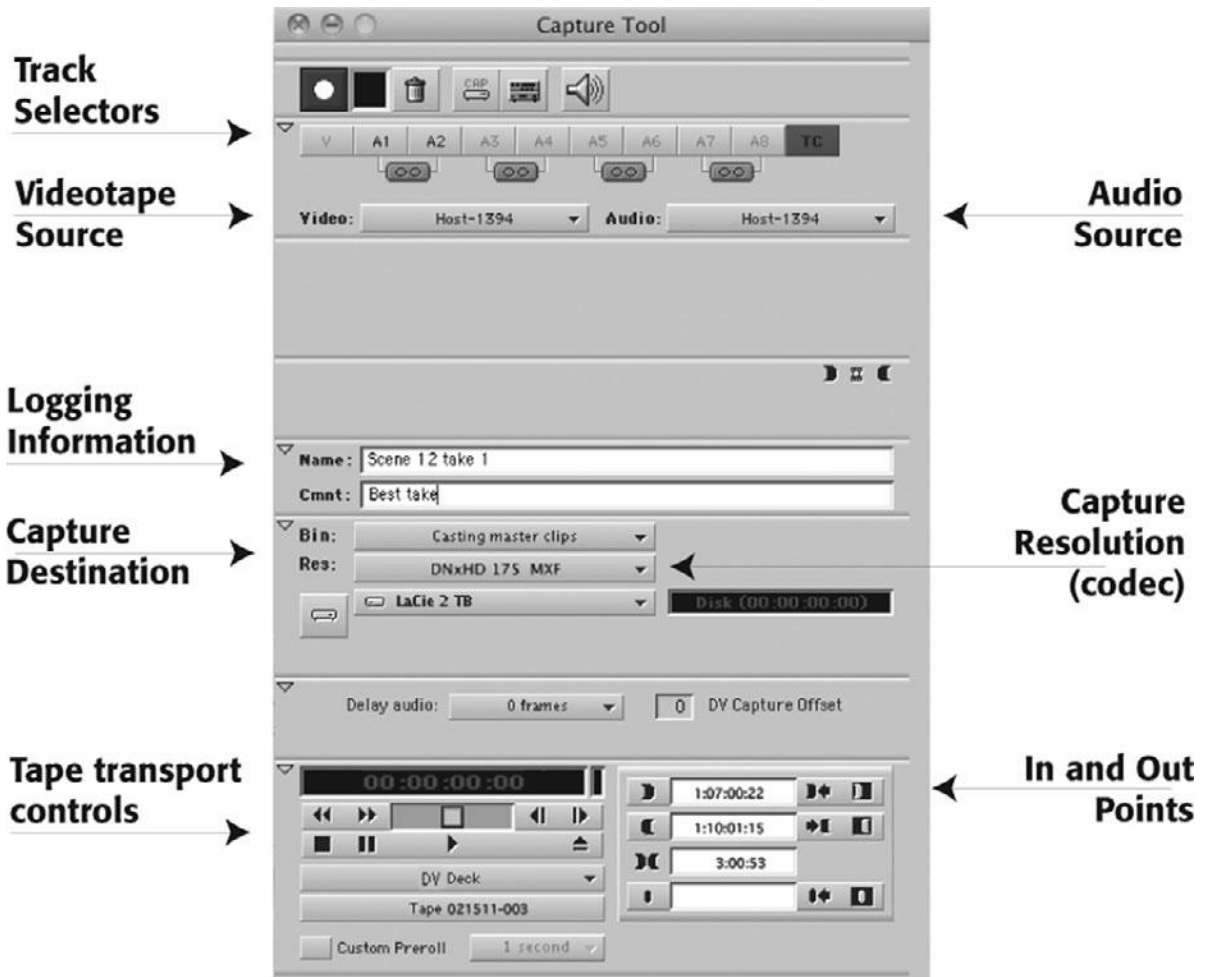 Capture Tool
Track
Selectors
CAP
V A1 A2 A3 A4 A5 A6 A7 A8 TC
Videotape
Source
Video: Host-1394 Audio: Host-1394
Audio
Source
Logging
Information
Name: Scene 12 take 1
Cmnt: Best take
Capture
Destination
Bin: Casting master clips
Res: DNxHD 175 MXF
LaCie 2 TB Disk (00:00:00:00)
Capture
Resolution
(codec)
Delay audio: 0 frames 0 DV Capture Offset
Tape transport
controls
00:00:00:00
DV Deck
Tape 021511-003
Custom Preroll 1 second
1:07:00:22
1:10:01:15
3:00:53
In and Out
Points